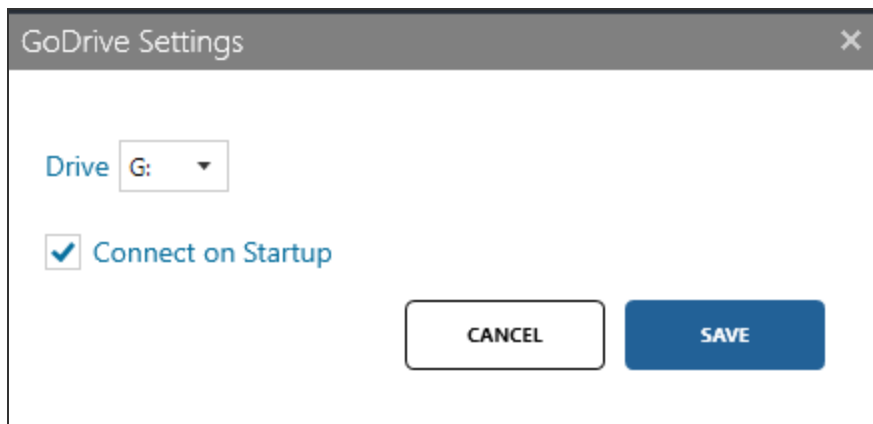 GoDrive Settings
Drive G:
Connect on Startup
CANCEL SAVE